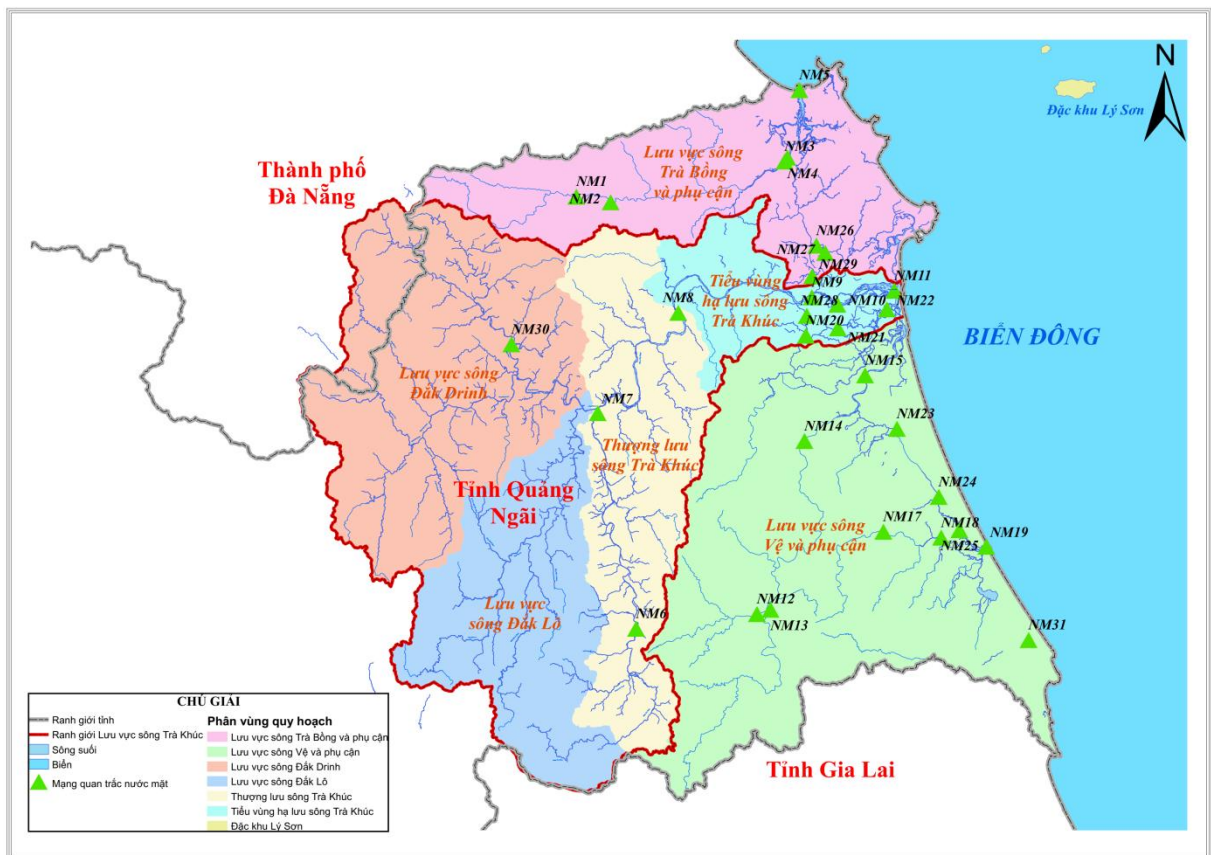 N
NM5
Đặc khu Lý Sơn
Thành phố
Đà Nẵng
Lưu vực sông
Trà Bồng
và phụ cận
NM3
NM4
NM1
NM2
NM26
NM27
NM29
NM9
NM11
Tiểu vùng
hạ lưu sông
Trà Khúc
NM28
NM10
NM22
NM8
NM20
NM21
BIỂN ĐÔNG
NM30
Lưu vực sông
Đăk Drinh
NM15
NM7
NM23
NM14
Thượng lưu
sông Trà Khúc
Tỉnh Quảng
Ngãi
NM24
Lưu vực sông
Vệ và phụ cận
NM17
NM18
NM25
NM19
Lưu vực
sông Đắk Lô
NM6
NM12
NM13
NM31
Tỉnh Gia Lai
CHÚ GIẢI
Ranh giới tỉnh
Ranh giới Lưu vực sông Trà Khúc
Sông suối
Biển
Mạng quan trắc nước mặt
Phân vùng quy hoạch
Lưu vực sông Trà Bồng và phụ cận
Lưu vực sông Vệ và phụ cận
Lưu vực sông Đắk Drinh
Lưu vực sông Đắk Lô
Thượng lưu sông Trà Khúc
Tiểu vùng hạ lưu sông Trà Khúc
Đặc khu Lý Sơn